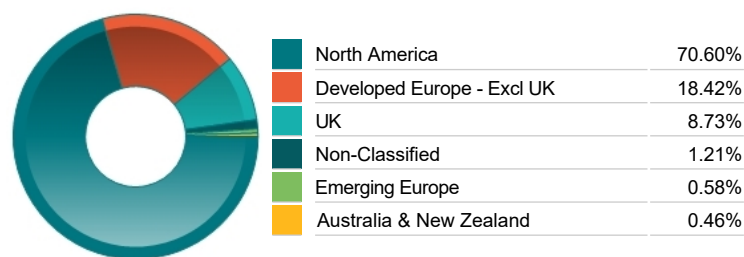 North America 70.60%
Developed Europe - Excl UK 18.42%
UK 8.73%
Non-Classified 1.21%
Emerging Europe 0.58%
Australia & New Zealand 0.46%